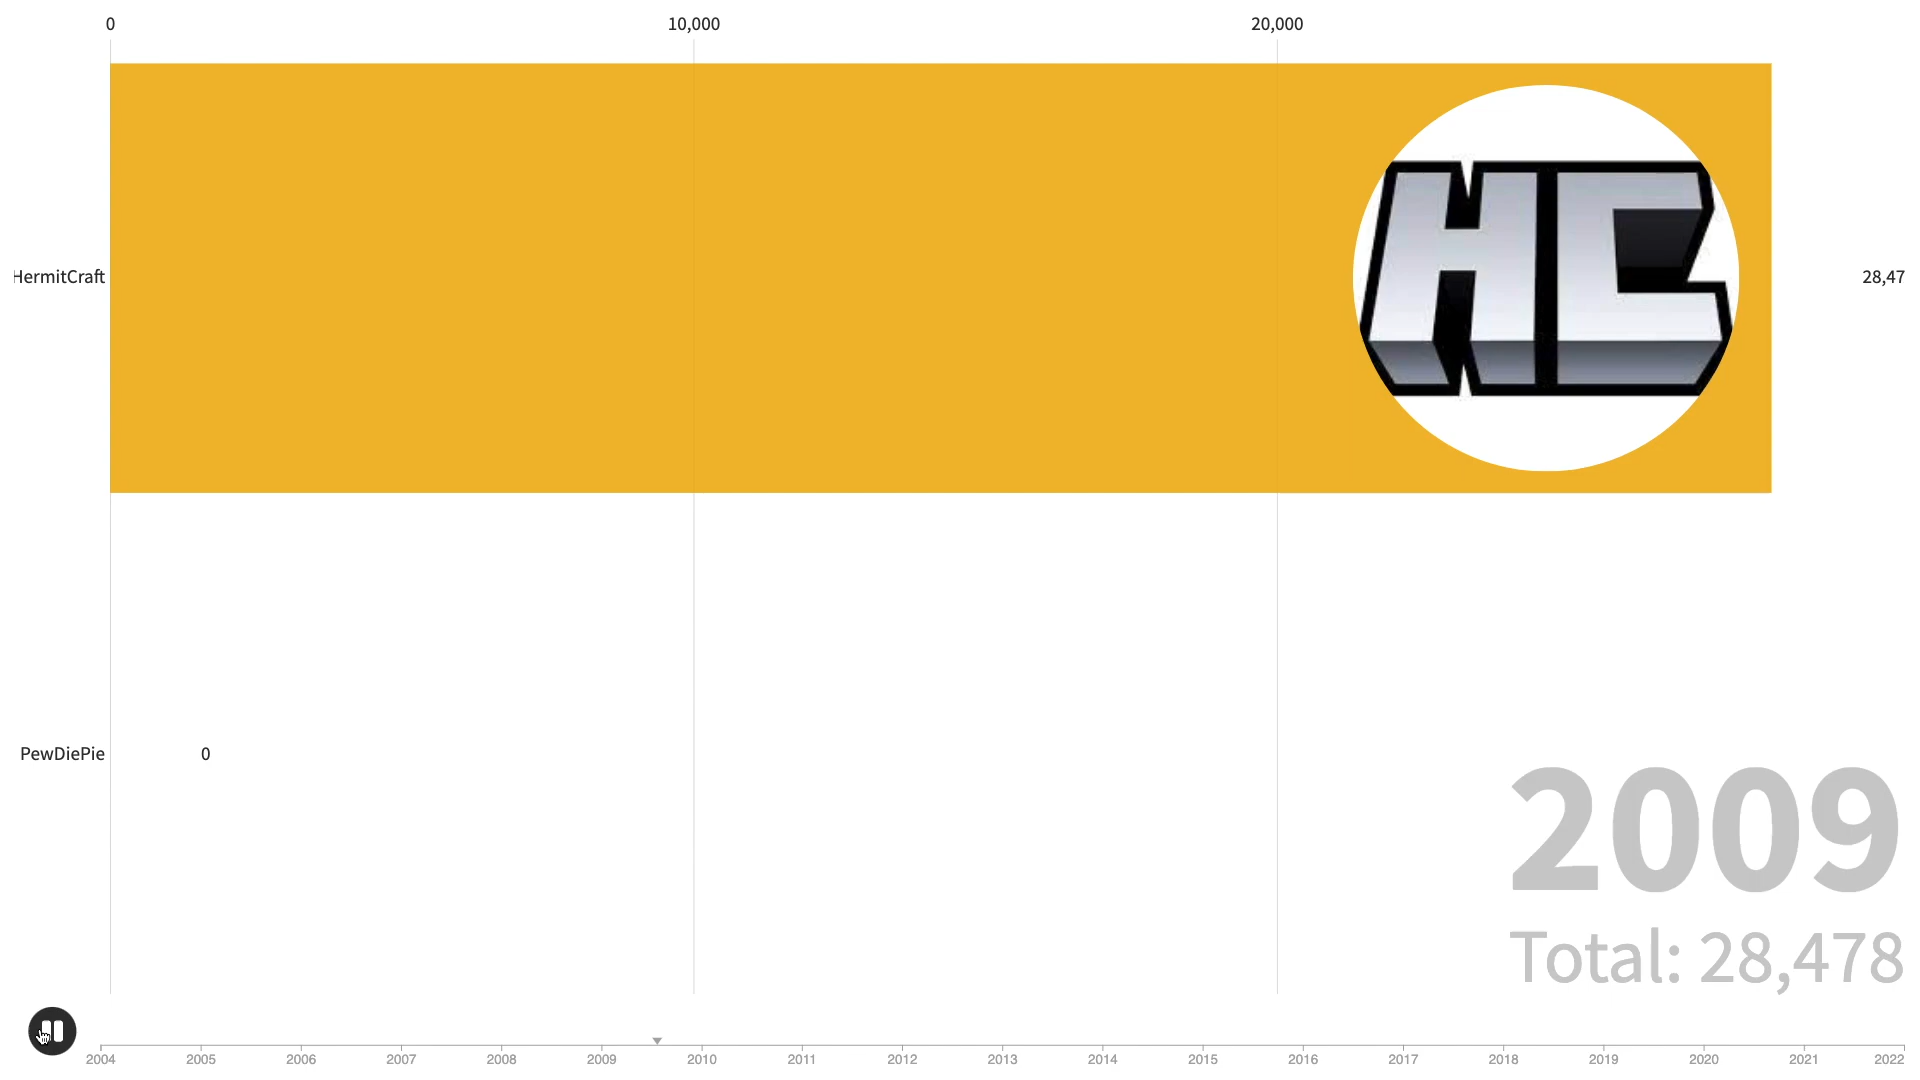 0 10,000 20,000
HermitCraft 28,47
HC
PewDiePie 0
2009
Total: 28,478
2004 2005 2006 2007 2008 2009 2010 2011 2012 2013 2014 2015 2016 2017 2018 2019 2020 2021 2022